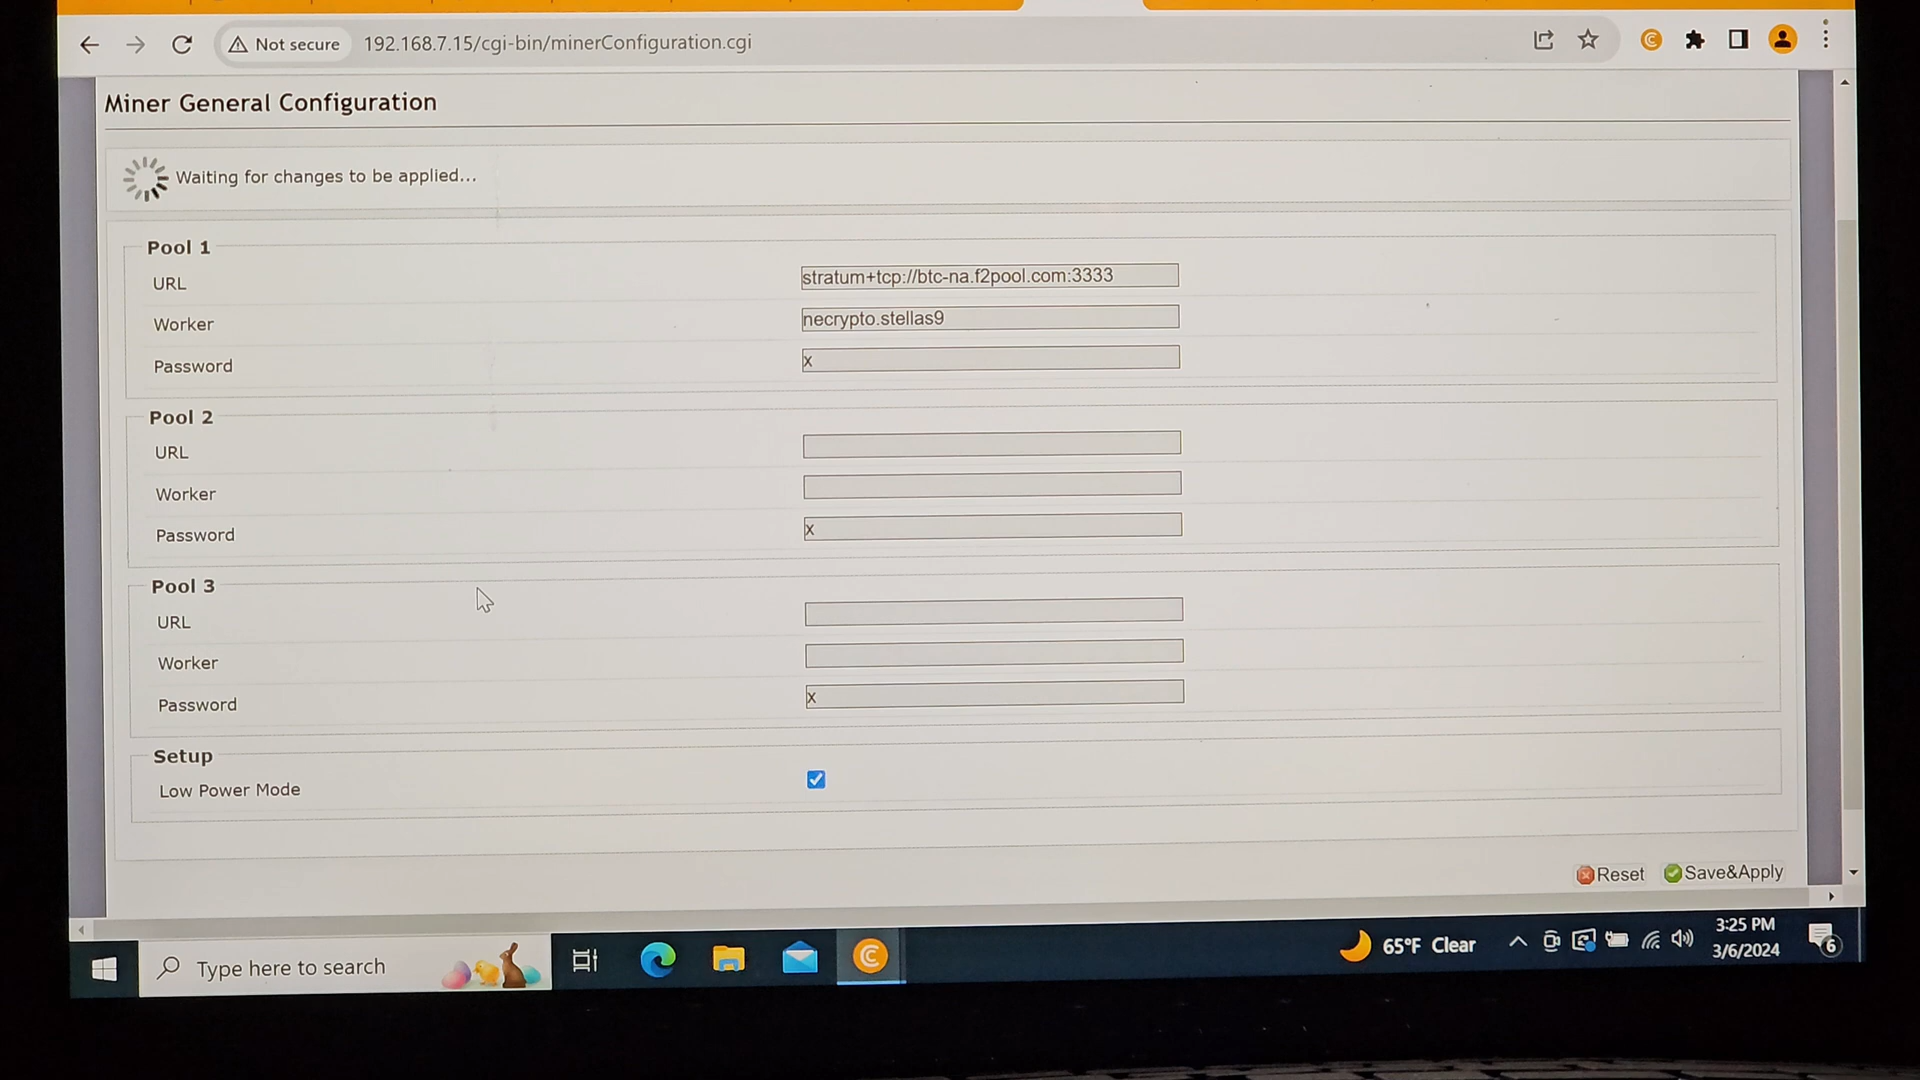 Not secure 192.168.7.15/cgi-bin/minerConfiguration.cgi
Miner General Configuration
Waiting for changes to be applied...
Pool 1
URL stratum+tcp://btc-na.f2pool.com:3333
Worker necrypto.stellas9
Password x
Pool 2
URL
Worker
Password x
Pool 3
URL
Worker
Password x
Setup
Low Power Mode
Reset Save&Apply
Type here to search
65°F Clear
3:25 PM
3/6/2024
6